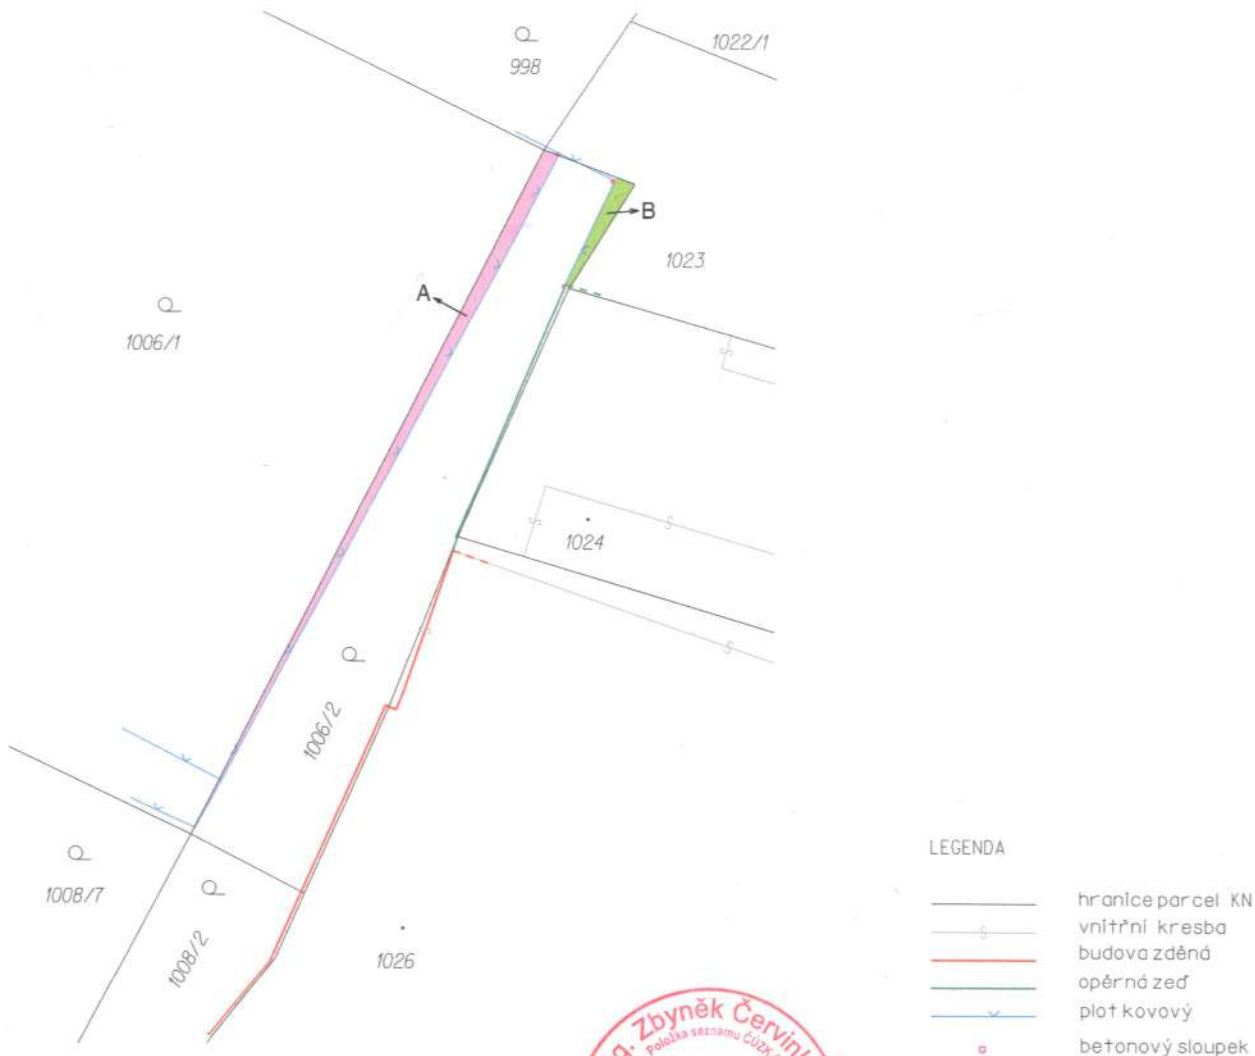 998
1022/1
B
1023
A
1006/1
1024
1006/2
1008/7
1008/2
1026
LEGENDA
hranice parcel KN
vnitřní kresba
budova zděná
opěrná zeď
plot kovový
betonový sloupek
Zbyněk
Položka seznamu ČÚZK